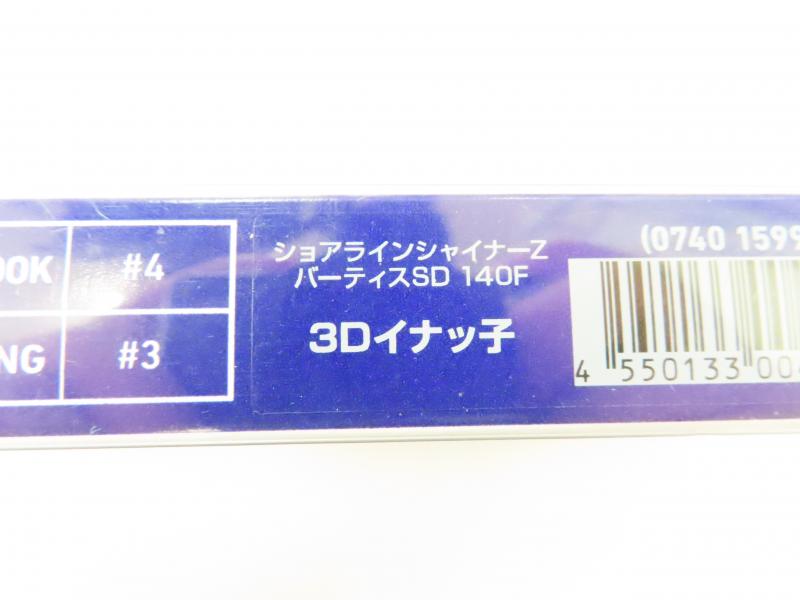 OOK #4
NG #3
ショアラインシャイナーZ
バーティスSD 140F
3Dイナッ子
(0740 1599
4 550133 00